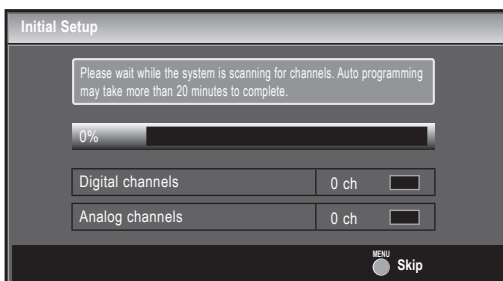 Initial Setup
Please wait while the system is scanning for channels. Auto programming
may take more than 20 minutes to complete.
0%
Digital channels 0 ch
Analog channels 0 ch
MENU
Skip